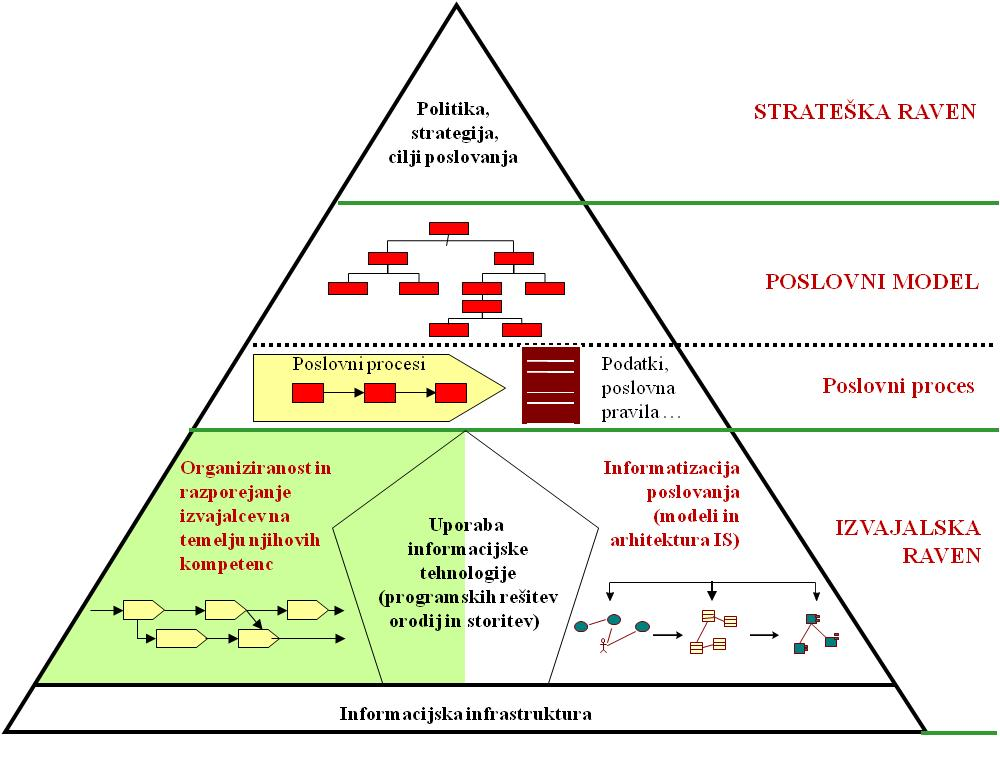 Politika,
strategija,
cilji poslovanja
STRATEŠKA RAVEN
POSLOVNI MODEL
Poslovni procesi
Podatki,
poslovna
pravila …
Poslovni proces
Organiziranost in
razporejanje
izvajalcev na
temelju njihovih
kompetenc
Uporaba
informacijske
tehnologije
(programskih rešitev
orodij in storitev)
Informatizacija
poslovanja
(modeli in
arhitektura IS)
IZVAJALSKA
RAVEN
Informacijska infrastruktura